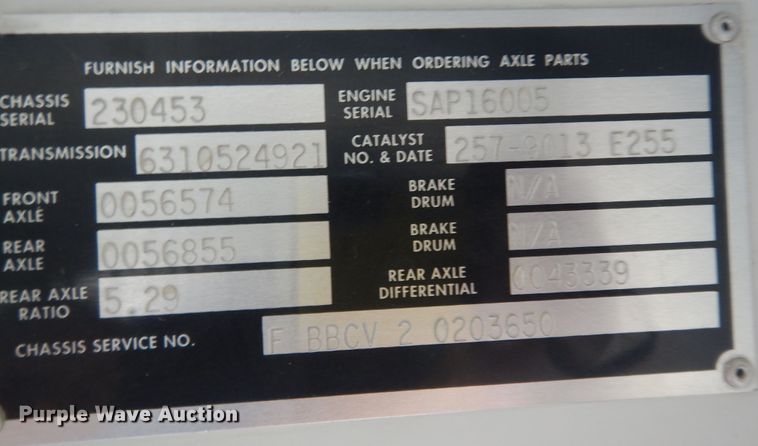 FURNISH INFORMATION BELOW WHEN ORDERING AXLE PARTS
CHASSIS SERIAL 230453 ENGINE SERIAL SAP16005
TRANSMISSION 6310524921 CATALYST NO. & DATE 257-9013 E255
FRONT AXLE 0056574 BRAKE DRUM N/A
REAR AXLE 0056855 BRAKE DRUM N/A
REAR AXLE RATIO 5.29 REAR AXLE DIFFERENTIAL 0043339
CHASSIS SERVICE NO. F BBCV 2 0203650
Purple Wave Auction